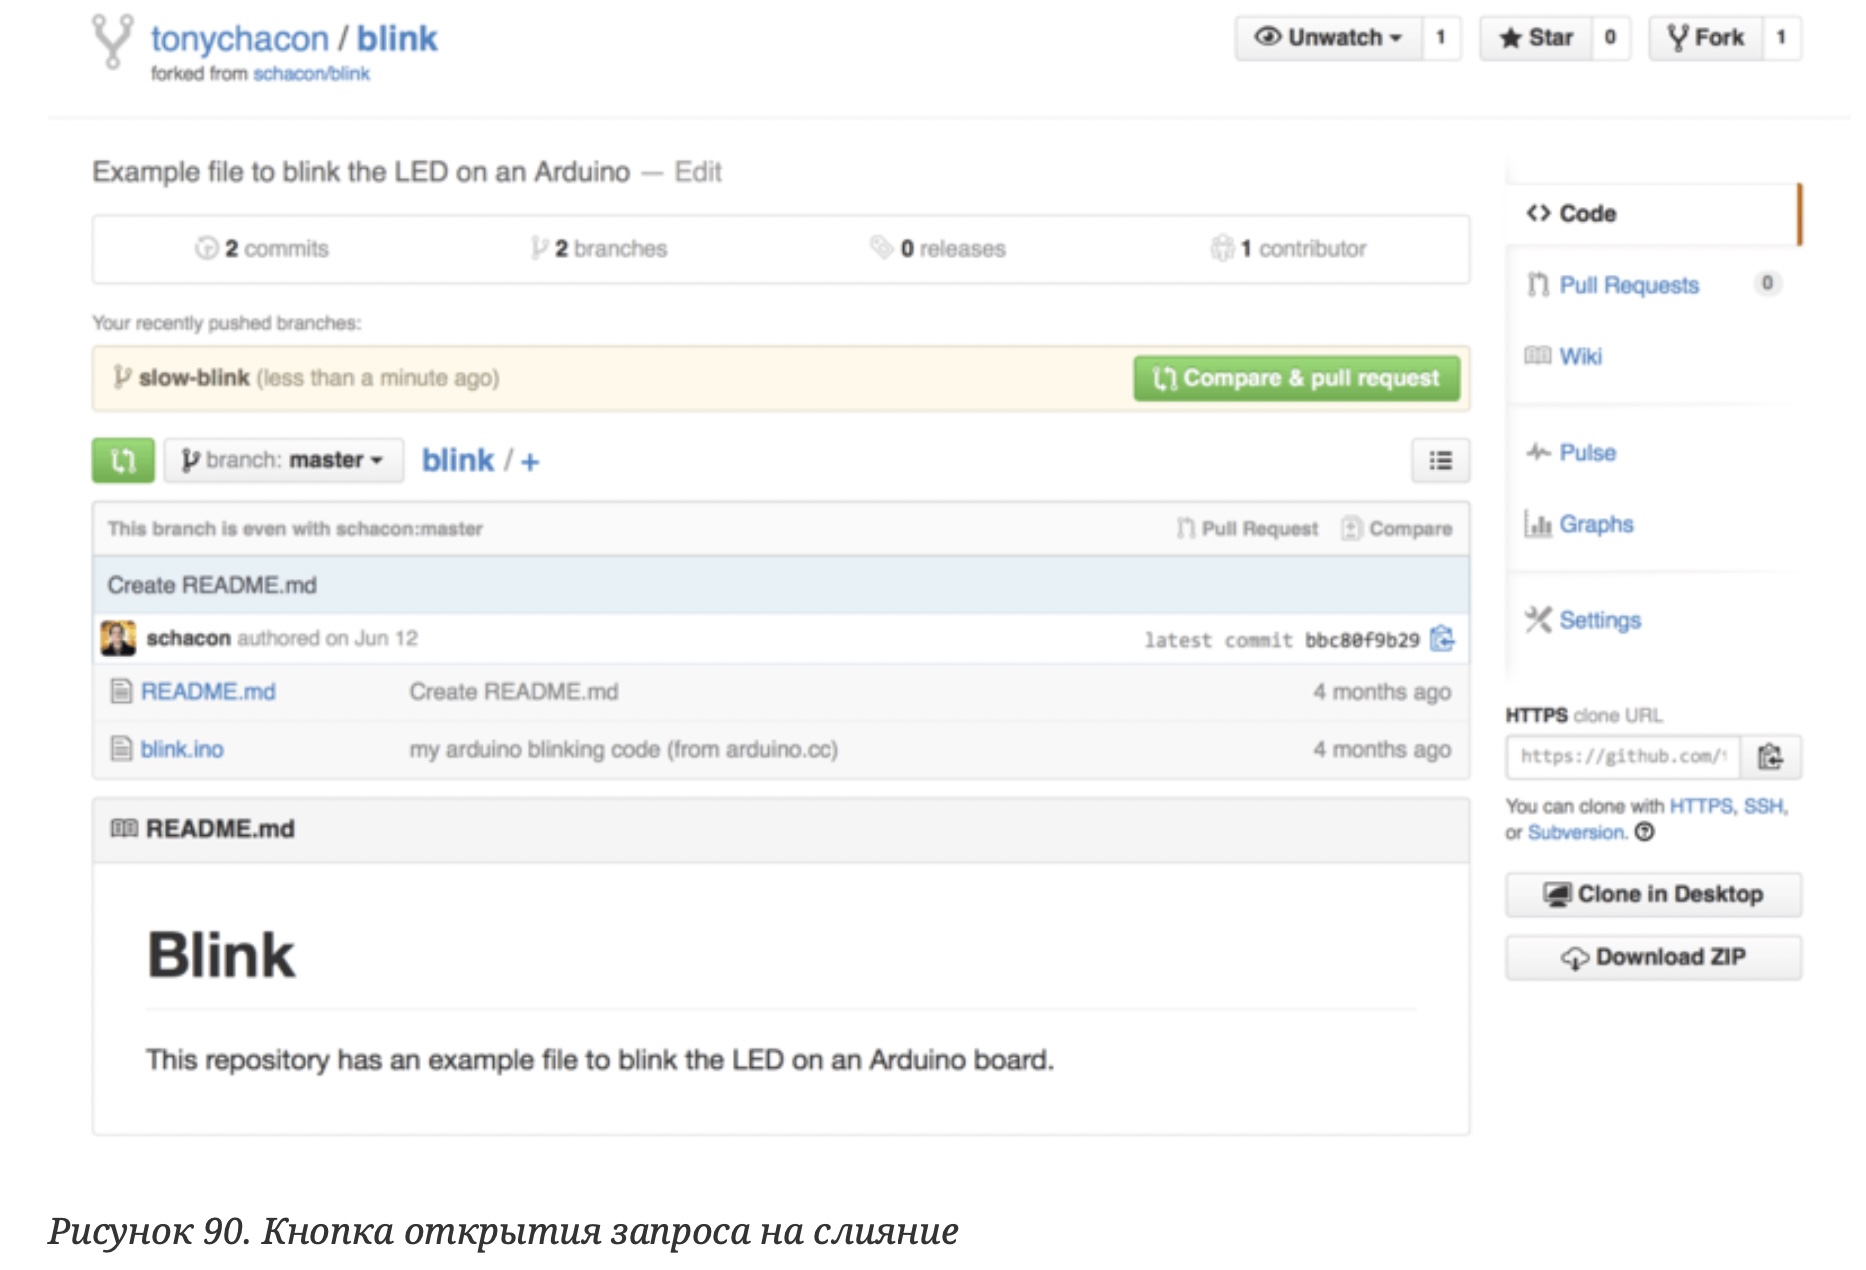 tonychacon / blink
forked from schacon/blink
Unwatch 1
Star 0
Fork 1
Example file to blink the LED on an Arduino — Edit
2 commits
2 branches
0 releases
1 contributor
Your recently pushed branches:
slow-blink (less than a minute ago)
Compare & pull request
branch: master
blink / +
This branch is even with schacon:master
Pull Request
Compare
Create README.md
schacon authored on Jun 12
latest commit bbc80f9b29
README.md Create README.md 4 months ago
blink.ino my arduino blinking code (from arduino.cc) 4 months ago
README.md
Blink
This repository has an example file to blink the LED on an Arduino board.
Code
Pull Requests 0
Wiki
Pulse
Graphs
Settings
HTTPS clone URL
https://github.com/
You can clone with HTTPS, SSH,
or Subversion.
Clone in Desktop
Download ZIP
Рисунок 90. Кнопка открытия запроса на слияние